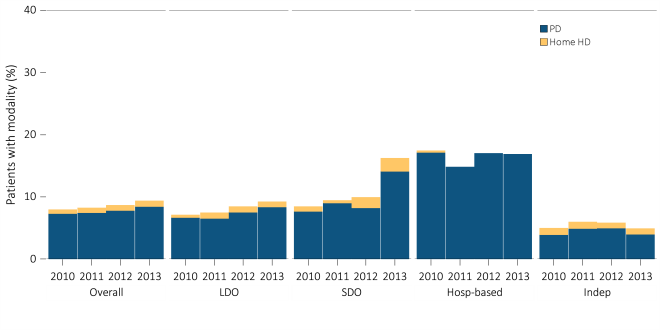 Patients with modality (%)
40
30
20
10
0
PD
Home HD
2010 2011 2012 2013 2010 2011 2012 2013 2010 2011 2012 2013 2010 2011 2012 2013 2010 2011 2012 2013
Overall LDO SDO Hosp-based Indep